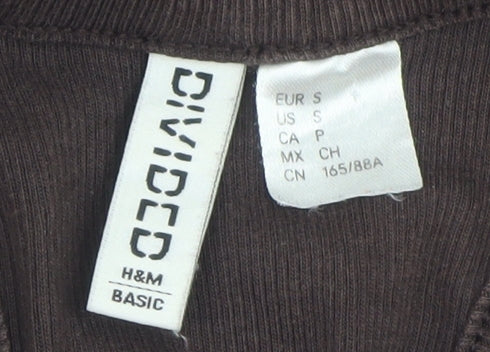 DIVIDED
H&M
BASIC
EUR S
US S
CA P
MX CH
CN 165/88A